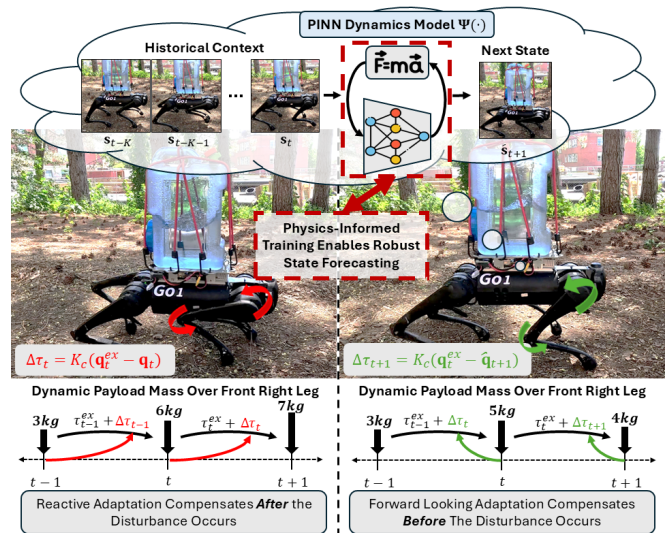 PINN Dynamics Model Ψ(·)
Historical Context
Next State
F=ma
...
GO1
s_{t-K}
s_{t-K-1}
s_t
ŝ_{t+1}
Physics-Informed
Training Enables Robust
State Forecasting
GO1
GO1
Δτ_t = K_c(q_t^{ex} − q_t)
Δτ_{t+1} = K_c(q_t^{ex} − q̂_{t+1})
Dynamic Payload Mass Over Front Right Leg
3kg
τ_{t-1}^{ex} + Δτ_{t-1}
6kg
τ_t^{ex} + Δτ_t
7kg
t − 1
t
t + 1
Reactive Adaptation Compensates After the
Disturbance Occurs
Dynamic Payload Mass Over Front Right Leg
3kg
τ_{t-1}^{ex} + Δτ_t
5kg
τ_t^{ex} + Δτ_{t+1}
4kg
t − 1
t
t + 1
Forward Looking Adaptation Compensates
Before The Disturbance Occurs